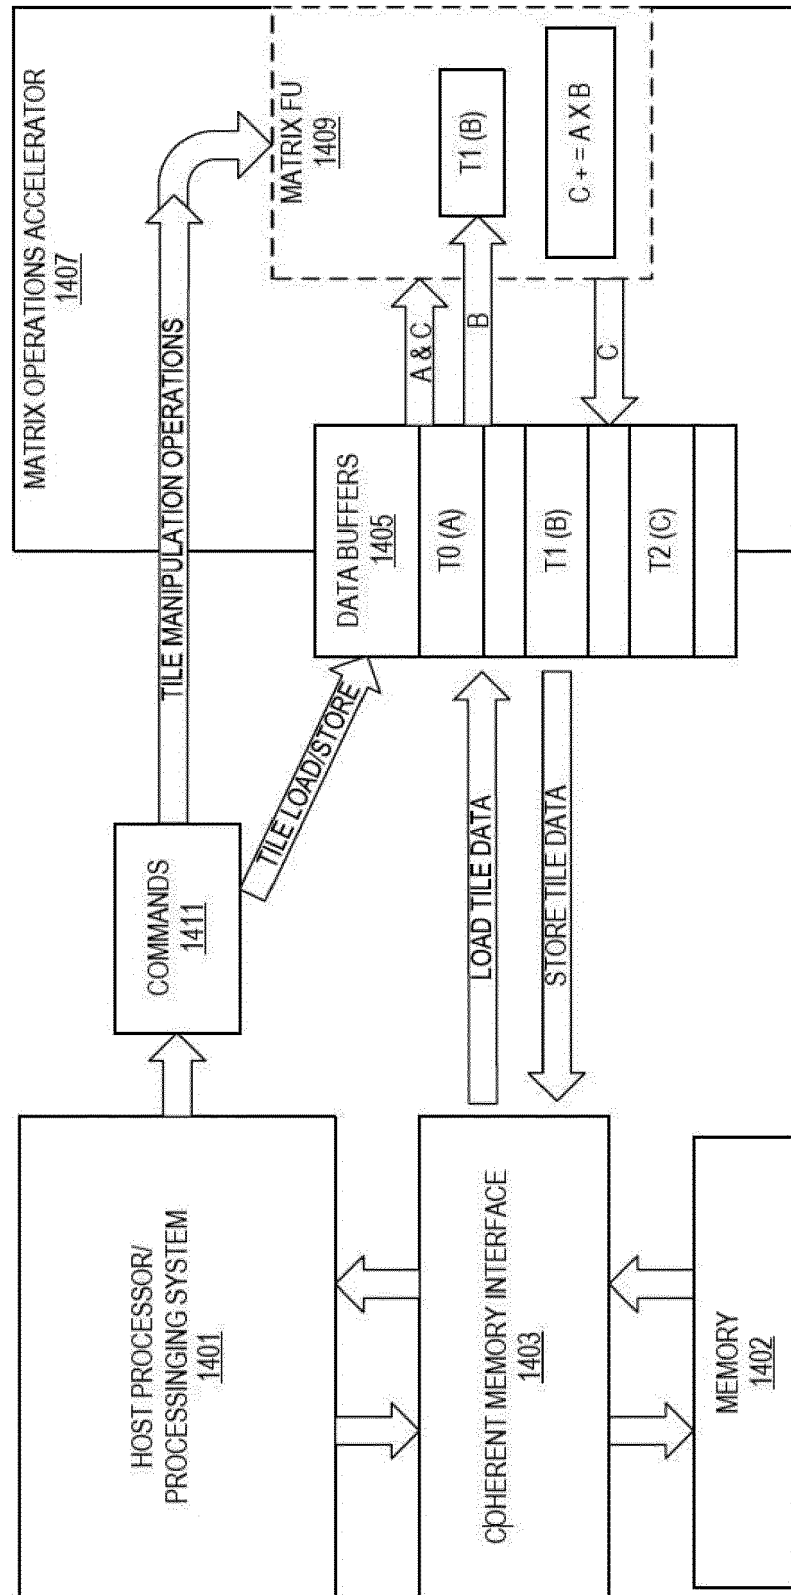 HOST PROCESSOR/
PROCESSINGING SYSTEM
1401
COHERENT MEMORY INTERFACE
1403
MEMORY
1402
COMMANDS
1411
TILE MANIPULATION OPERATIONS
TILE LOAD/STORE
LOAD TILE DATA
STORE TILE DATA
MATRIX OPERATIONS ACCELERATOR
1407
DATA BUFFERS
1405
T0 (A)
T1 (B)
T2 (C)
A & C
B
C
MATRIX FU
1409
T1 (B)
C + = A X B